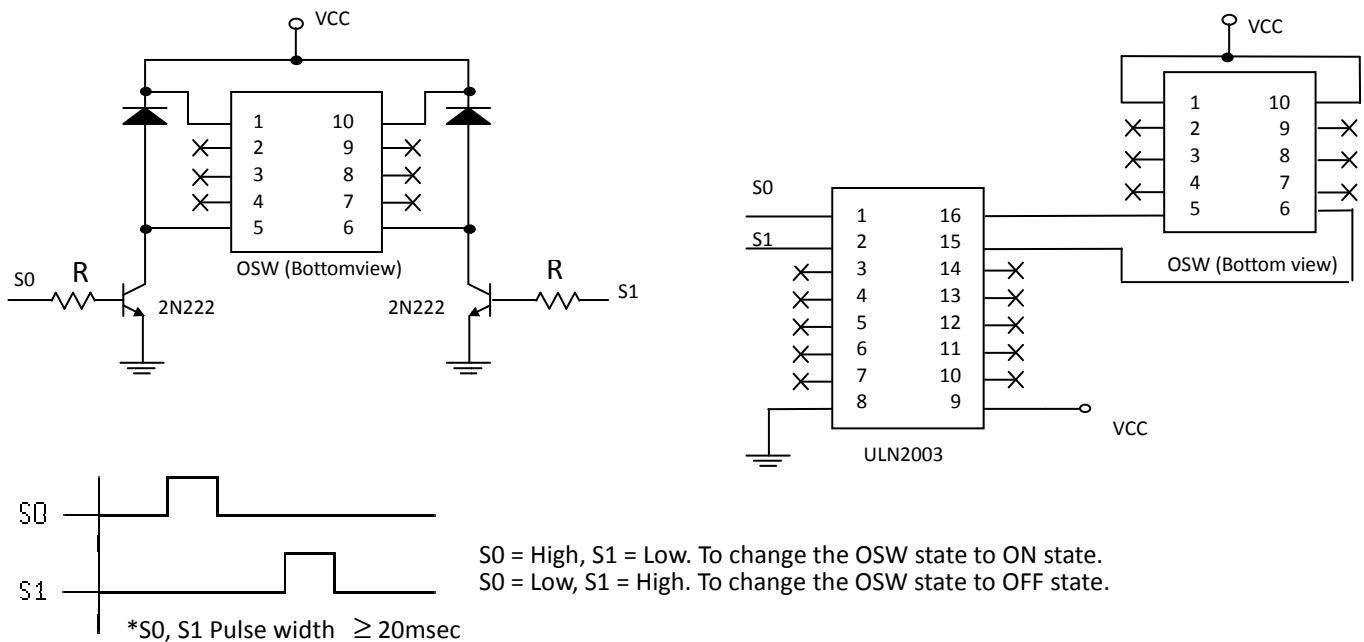 VCC
1 10
2 9
3 8
4 7
5 6
OSW (Bottomview)
S0 R 2N222
2N222 R S1
VCC
1 10
2 9
3 8
4 7
5 6
OSW (Bottom view)
S0
S1
1 16
2 15
3 14
4 13
5 12
6 11
7 10
8 9
VCC
ULN2003
S0
S1
*S0, S1 Pulse width ≥ 20msec
S0 = High, S1 = Low. To change the OSW state to ON state.
S0 = Low, S1 = High. To change the OSW state to OFF state.